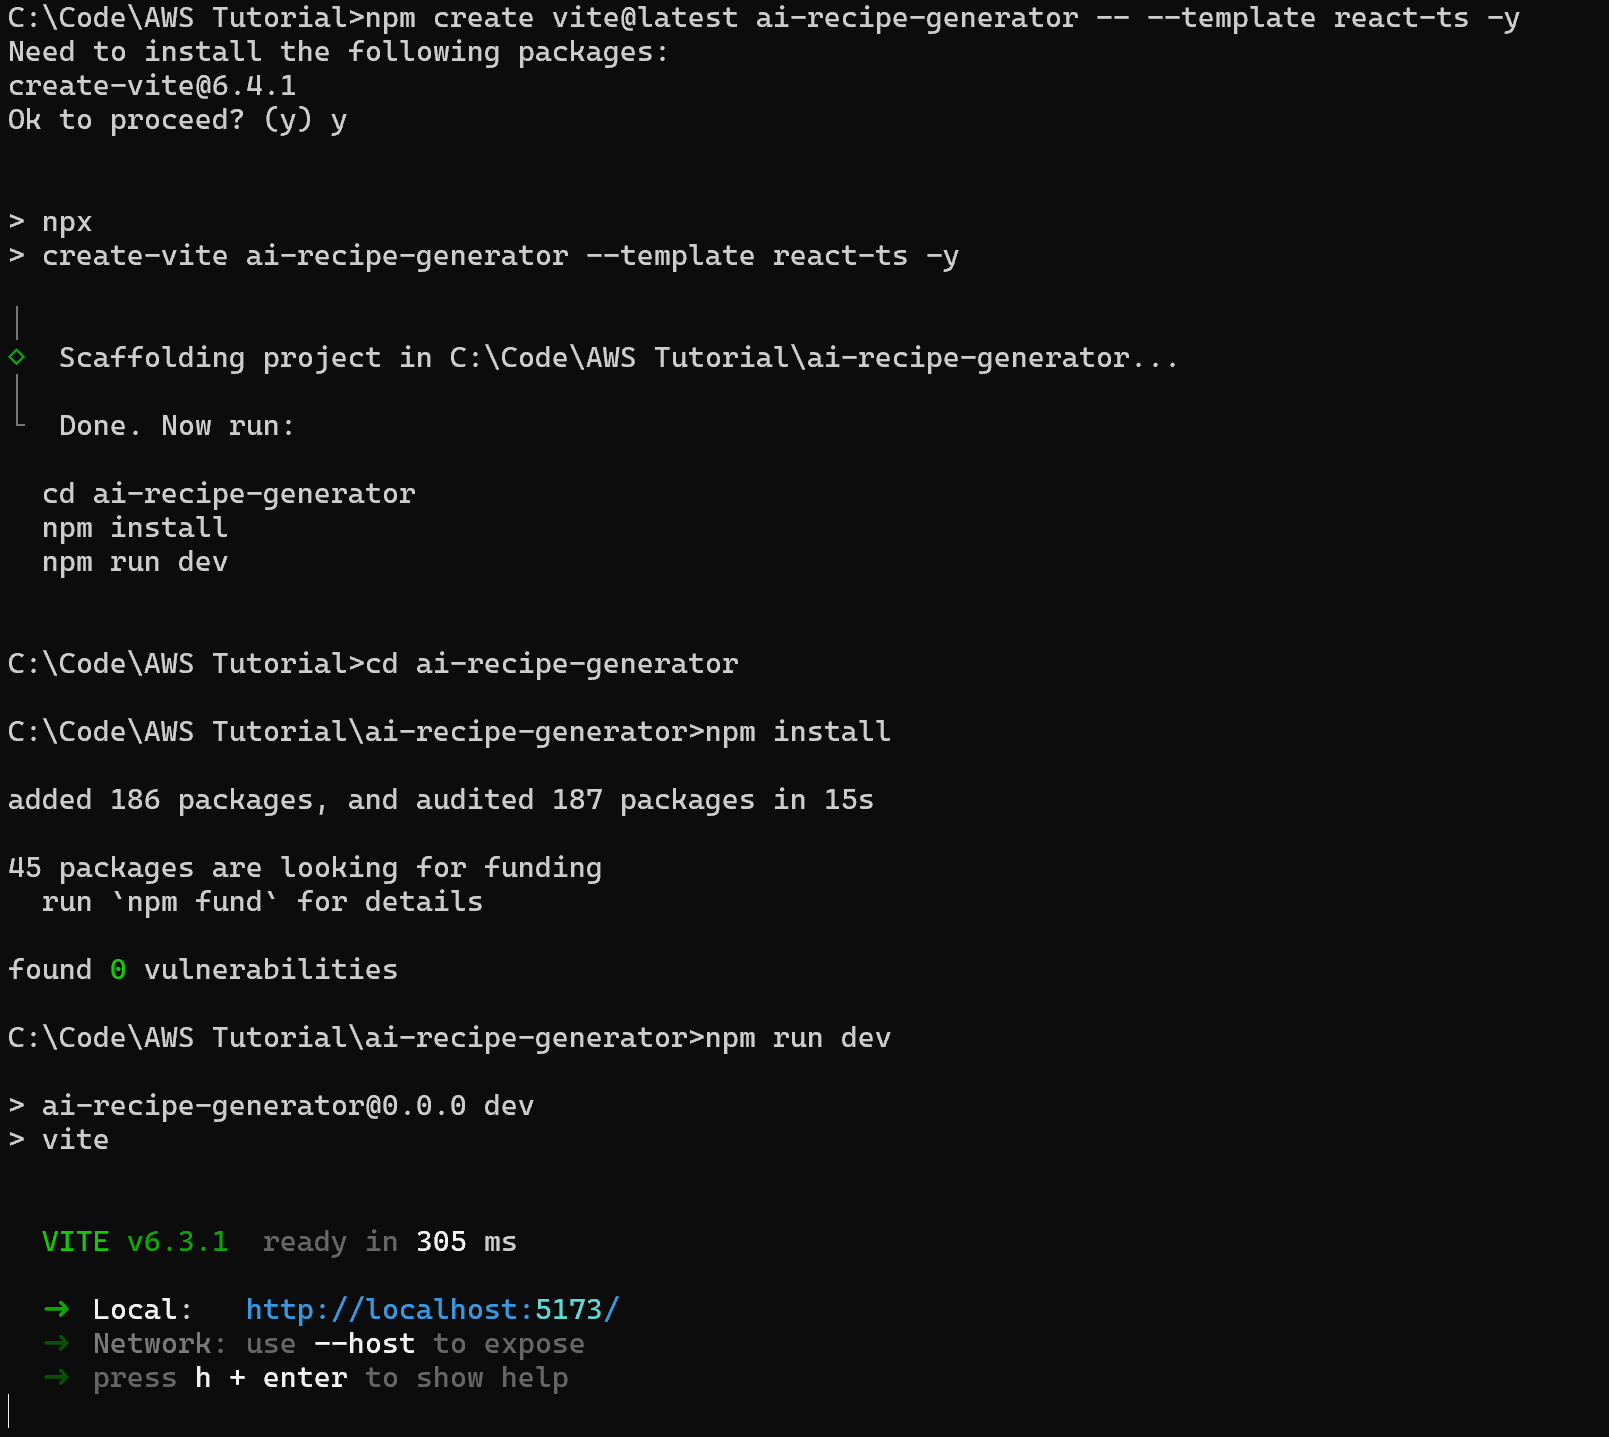 C:\Code\AWS Tutorial>npm create vite@latest ai-recipe-generator -- --template react-ts -y
Need to install the following packages:
create-vite@6.4.1
Ok to proceed? (y) y
> npx
> create-vite ai-recipe-generator --template react-ts -y
Scaffolding project in C:\Code\AWS Tutorial\ai-recipe-generator...
Done. Now run:
cd ai-recipe-generator
npm install
npm run dev
C:\Code\AWS Tutorial>cd ai-recipe-generator
C:\Code\AWS Tutorial\ai-recipe-generator>npm install
added 186 packages, and audited 187 packages in 15s
45 packages are looking for funding
run `npm fund` for details
found 0 vulnerabilities
C:\Code\AWS Tutorial\ai-recipe-generator>npm run dev
> ai-recipe-generator@0.0.0 dev
> vite
VITE v6.3.1 ready in 305 ms
➜ Local: http://localhost:5173/
➜ Network: use --host to expose
➜ press h + enter to show help